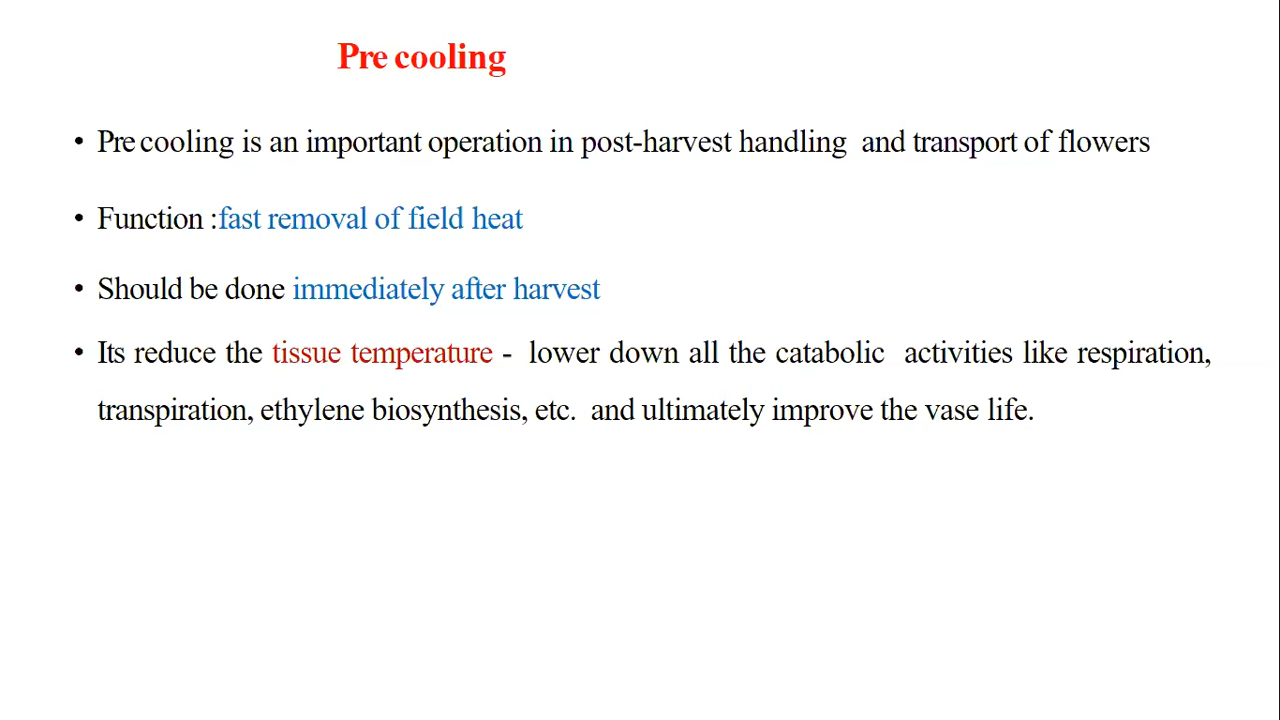 Pre cooling
• Pre cooling is an important operation in post-harvest handling and transport of flowers
• Function :fast removal of field heat
• Should be done immediately after harvest
• Its reduce the tissue temperature - lower down all the catabolic activities like respiration,
transpiration, ethylene biosynthesis, etc. and ultimately improve the vase life.